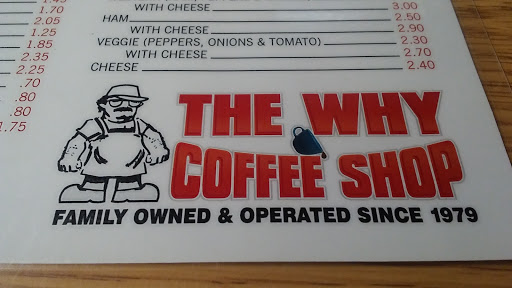 1.70
2.05
1.25
1.85
2.35
2.25
.70
.80
.80
1.75
WITH CHEESE 3.00
HAM 2.50
WITH CHEESE 2.90
VEGGIE (PEPPERS, ONIONS & TOMATO) 2.30
WITH CHEESE 2.70
CHEESE 2.40
THE WHY
COFFEE SHOP
FAMILY OWNED & OPERATED SINCE 1979